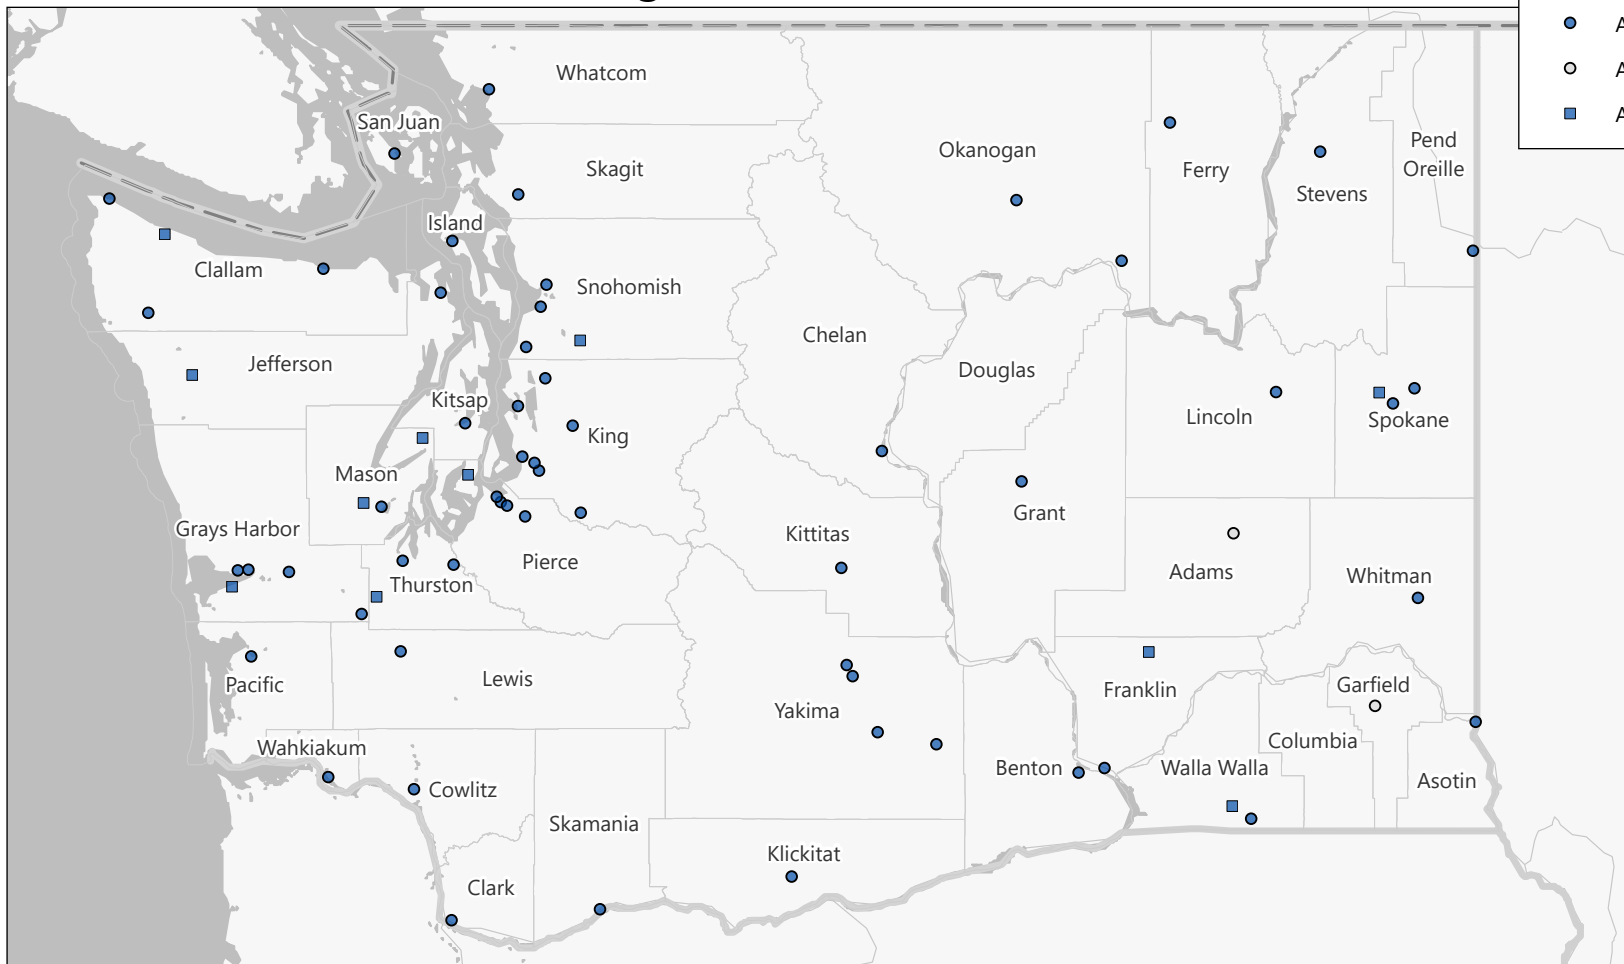 A
A
A
Whatcom
San Juan
Skagit
Okanogan
Ferry
Stevens
Pend
Oreille
Island
Clallam
Snohomish
Chelan
Jefferson
Douglas
Kitsap
King
Lincoln
Spokane
Mason
Grays Harbor
Kittitas
Grant
Pierce
Thurston
Adams
Whitman
Lewis
Pacific
Yakima
Franklin
Garfield
Wahkiakum
Columbia
Cowlitz
Benton
Walla Walla
Asotin
Skamania
Klickitat
Clark